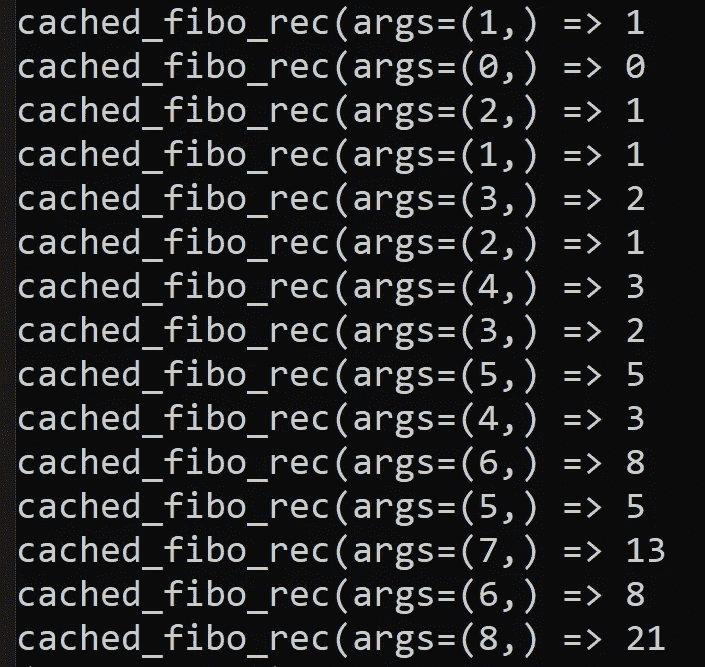 cached_fibo_rec(args=(1,) => 1
cached_fibo_rec(args=(0,) => 0
cached_fibo_rec(args=(2,) => 1
cached_fibo_rec(args=(1,) => 1
cached_fibo_rec(args=(3,) => 2
cached_fibo_rec(args=(2,) => 1
cached_fibo_rec(args=(4,) => 3
cached_fibo_rec(args=(3,) => 2
cached_fibo_rec(args=(5,) => 5
cached_fibo_rec(args=(4,) => 3
cached_fibo_rec(args=(6,) => 8
cached_fibo_rec(args=(5,) => 5
cached_fibo_rec(args=(7,) => 13
cached_fibo_rec(args=(6,) => 8
cached_fibo_rec(args=(8,) => 21